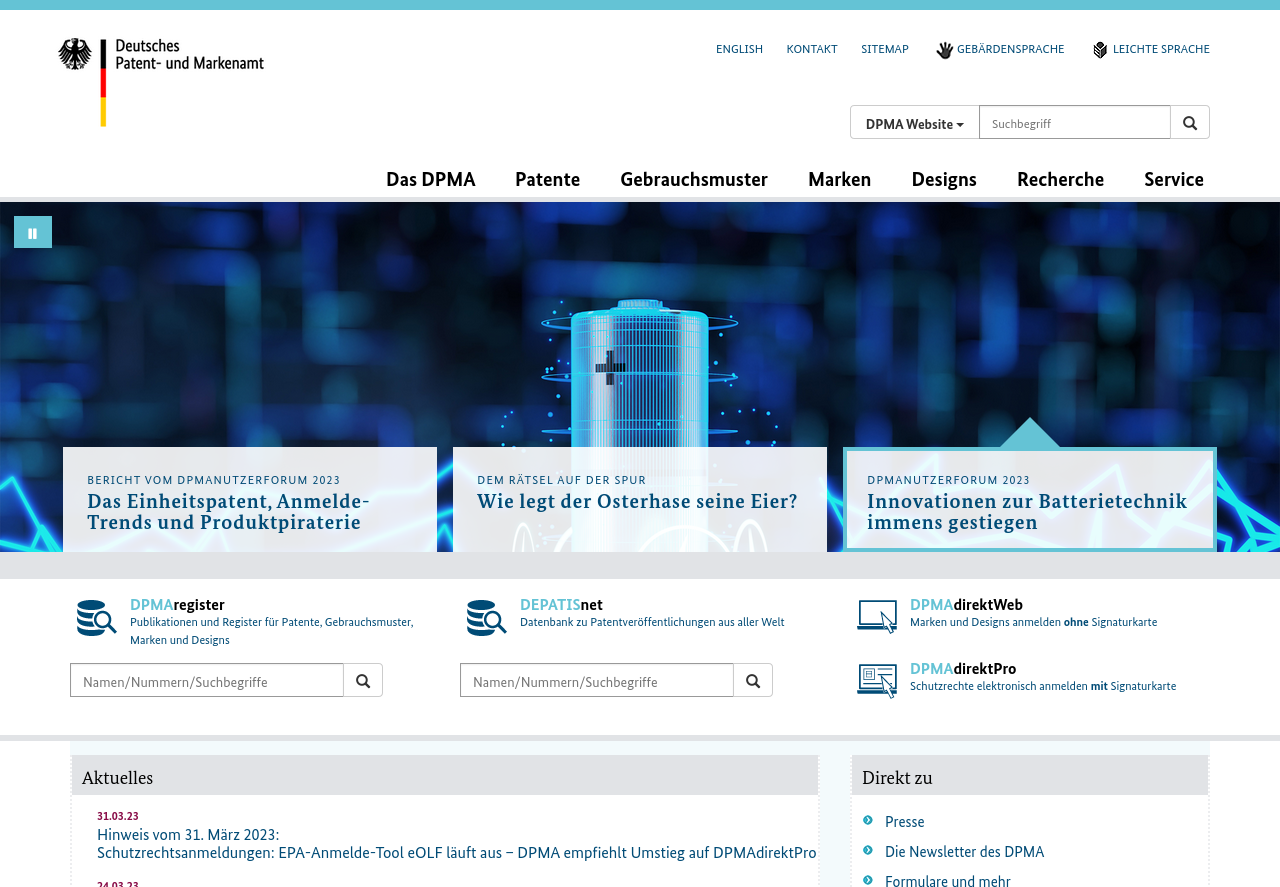 Deutsches
Patent- und Markenamt
ENGLISH KONTAKT SITEMAP GEBÄRDENSPRACHE LEICHTE SPRACHE
DPMA Website Suchbegriff
Das DPMA Patente Gebrauchsmuster Marken Designs Recherche Service
BERICHT VOM DPMANUTZERFORUM 2023
Das Einheitspatent, Anmelde-
Trends und Produktpiraterie
DEM RÄTSEL AUF DER SPUR
Wie legt der Osterhase seine Eier?
DPMANUTZERFORUM 2023
Innovationen zur Batterietechnik
immens gestiegen
DPMAregister
Publikationen und Register für Patente, Gebrauchsmuster,
Marken und Designs
Namen/Nummern/Suchbegriffe
DEPATISnet
Datenbank zu Patentveröffentlichungen aus aller Welt
Namen/Nummern/Suchbegriffe
DPMAdirektWeb
Marken und Designs anmelden ohne Signaturkarte
DPMAdirektPro
Schutzrechte elektronisch anmelden mit Signaturkarte
Aktuelles
31.03.23
Hinweis vom 31. März 2023:
Schutzrechtsanmeldungen: EPA-Anmelde-Tool eOLF läuft aus – DPMA empfiehlt Umstieg auf DPMAdirektPro
24.03.23
Direkt zu
Presse
Die Newsletter des DPMA
Formulare und mehr